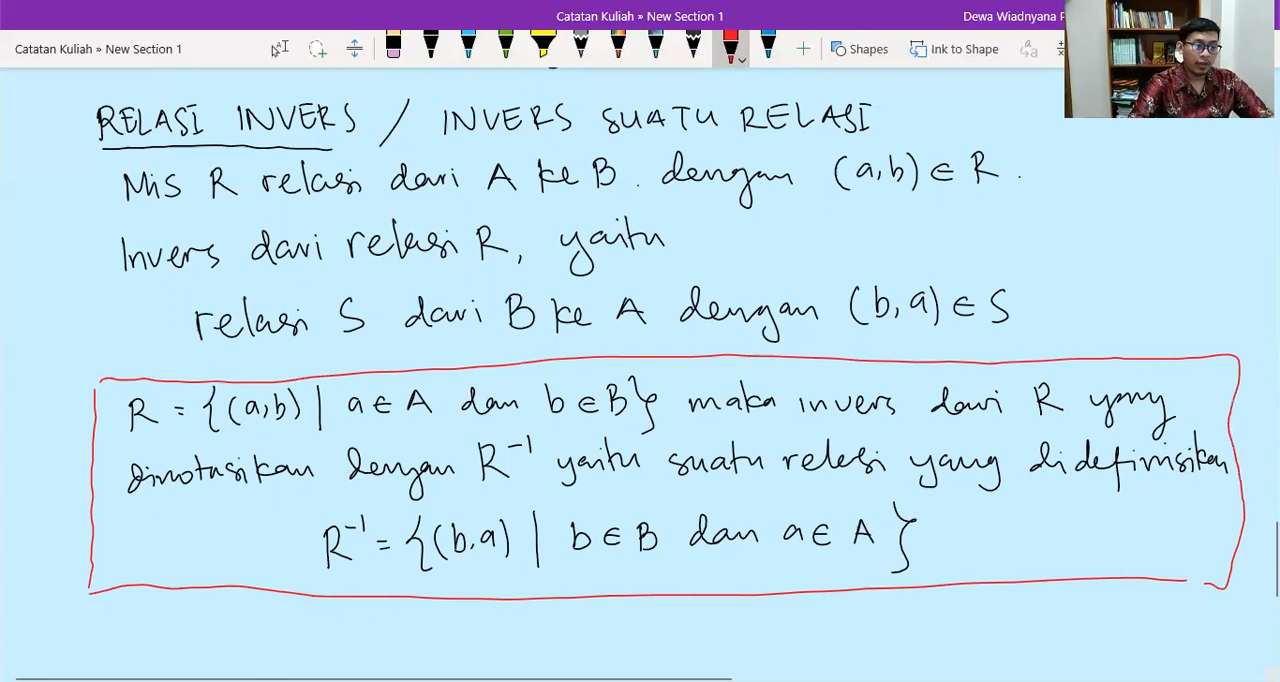 Catatan Kuliah » New Section 1
Dewa Wiadnyana
Catatan Kuliah » New Section 1
Shapes
Ink to Shape
RELASI INVERS / INVERS SUATU RELASI
Mis R relasi dari A ke B. dengan (a,b) ∈ R.
Invers dari relasi R, yaitu
relasi S dari B ke A dengan (b,a) ∈ S
R = {(a,b) | a ∈ A dan b ∈ B} maka invers dari R yang
dinotasikan dengan R⁻¹ yaitu suatu relasi yang didefinisikan
R⁻¹ = {(b,a) | b ∈ B dan a ∈ A}